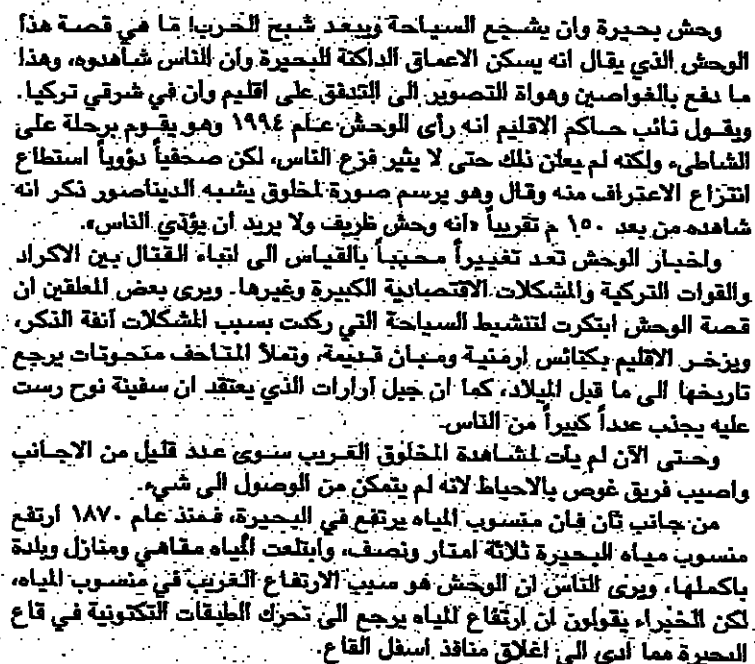 وحش بحيرة وان يشجع السياحة ويبعد شبح الحرب! ما هي قصة هذا
الوحش الذي يقال انه يسكن الاعماق الداكنة للبحيرة وان الناس شاهدوه، وهذا
ما دفع بالغواصين وهواة التصوير الى التدفق على اقليم وان في شرقي تركيا.
ويقول نائب حاكم الاقليم انه رأى الوحش عام ١٩٩٤ وهو يقوم برحلة على
الشاطىء ولكنه لم يعلن ذلك حتى لا يثير فزع الناس، لكن صحفياً دؤوباً استطاع
انتزاع الاعتراف منه وقال وهو يرسم صورة لمخلوق يشبه الديناصور ذكر انه
شاهده من بعد ١٥٠ م تقريباً «انه وحش ظريف ولا يريد أن يؤذي الناس».
واخبار الوحش تعد تغييراً محبباً بالقياس الى انباء القتال بين الاكراد
والقوات التركية والمشكلات الاقتصادية الكبيرة وغيرها. ويرى بعض المعلقين ان
قصة الوحش ابتكرت لتنشيط السياحة التي ركدت بسبب المشكلات آنفة الذكر،
ويزخر الاقليم بكنائس ارمنية ومبان قديمة، وتملأ المتاحف منحوتات يرجع
تاريخها الى ما قبل الميلاد، كما ان جبل آرارات الذي يعتقد ان سفينة نوح رست
عليه يجذب عدداً كبيراً من الناس.
وحتى الآن لم يأت لمشاهدة المخلوق الغريب سوى عدد قليل من الاجانب
واصيب فريق غوص بالاحباط لانه لم يتمكن من الوصول الى شيء.
من جانب ثان فان منسوب المياه يرتفع في البحيرة، فمنذ عام ١٨٧٠ ارتفع
منسوب مياه البحيرة ثلاثة امتار ونصف، وابتلعت المياه مقاهي ومنازل وبلدة
باكملها. ويرى الناس ان الوحش هو سبب الارتفاع الغريب في منسوب المياه،
لكن الخبراء يقولون ان ارتفاع المياه يرجع الى تحرك الطبقات التكتونية في قاع
البحيرة مما ادى الى اغلاق منافذ اسفل القاع.